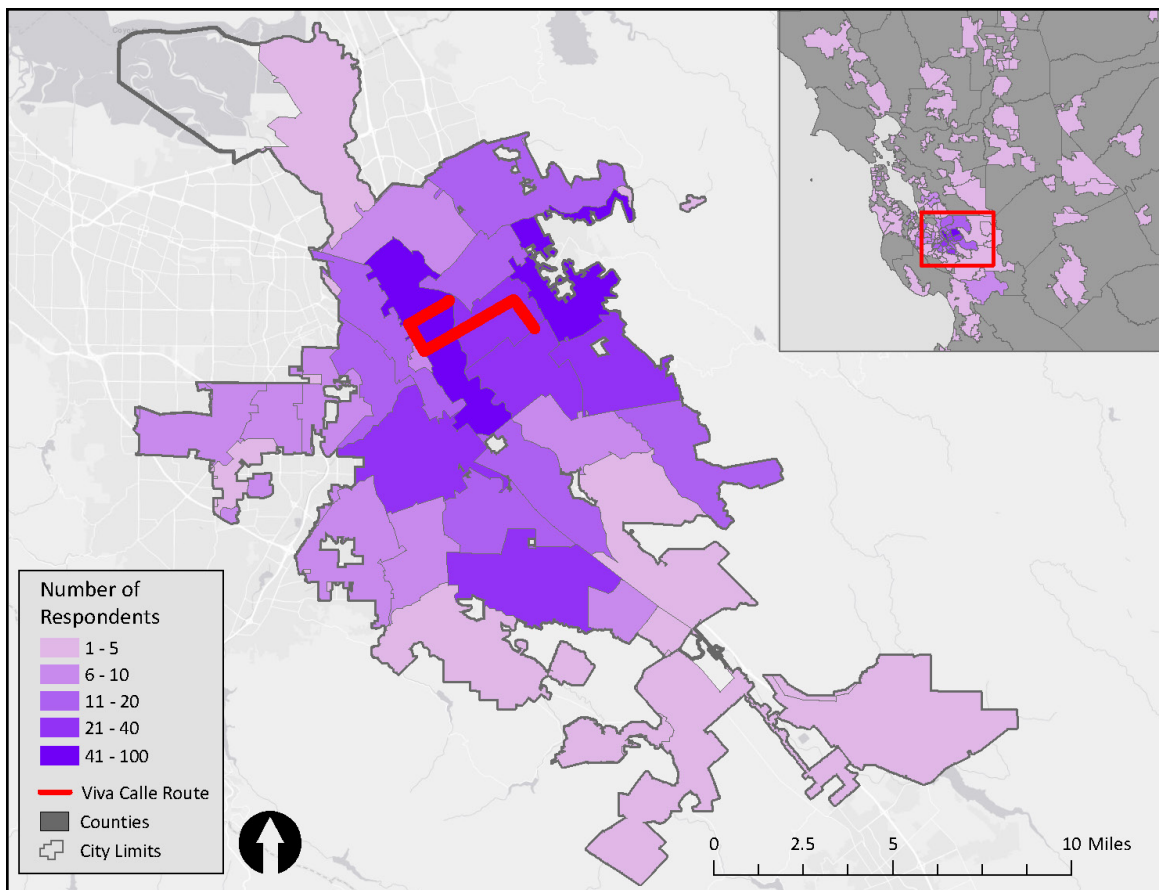 Number of
Respondents
1 - 5
6 - 10
11 - 20
21 - 40
41 - 100
Viva Calle Route
Counties
City Limits
0 2.5 5 10 Miles